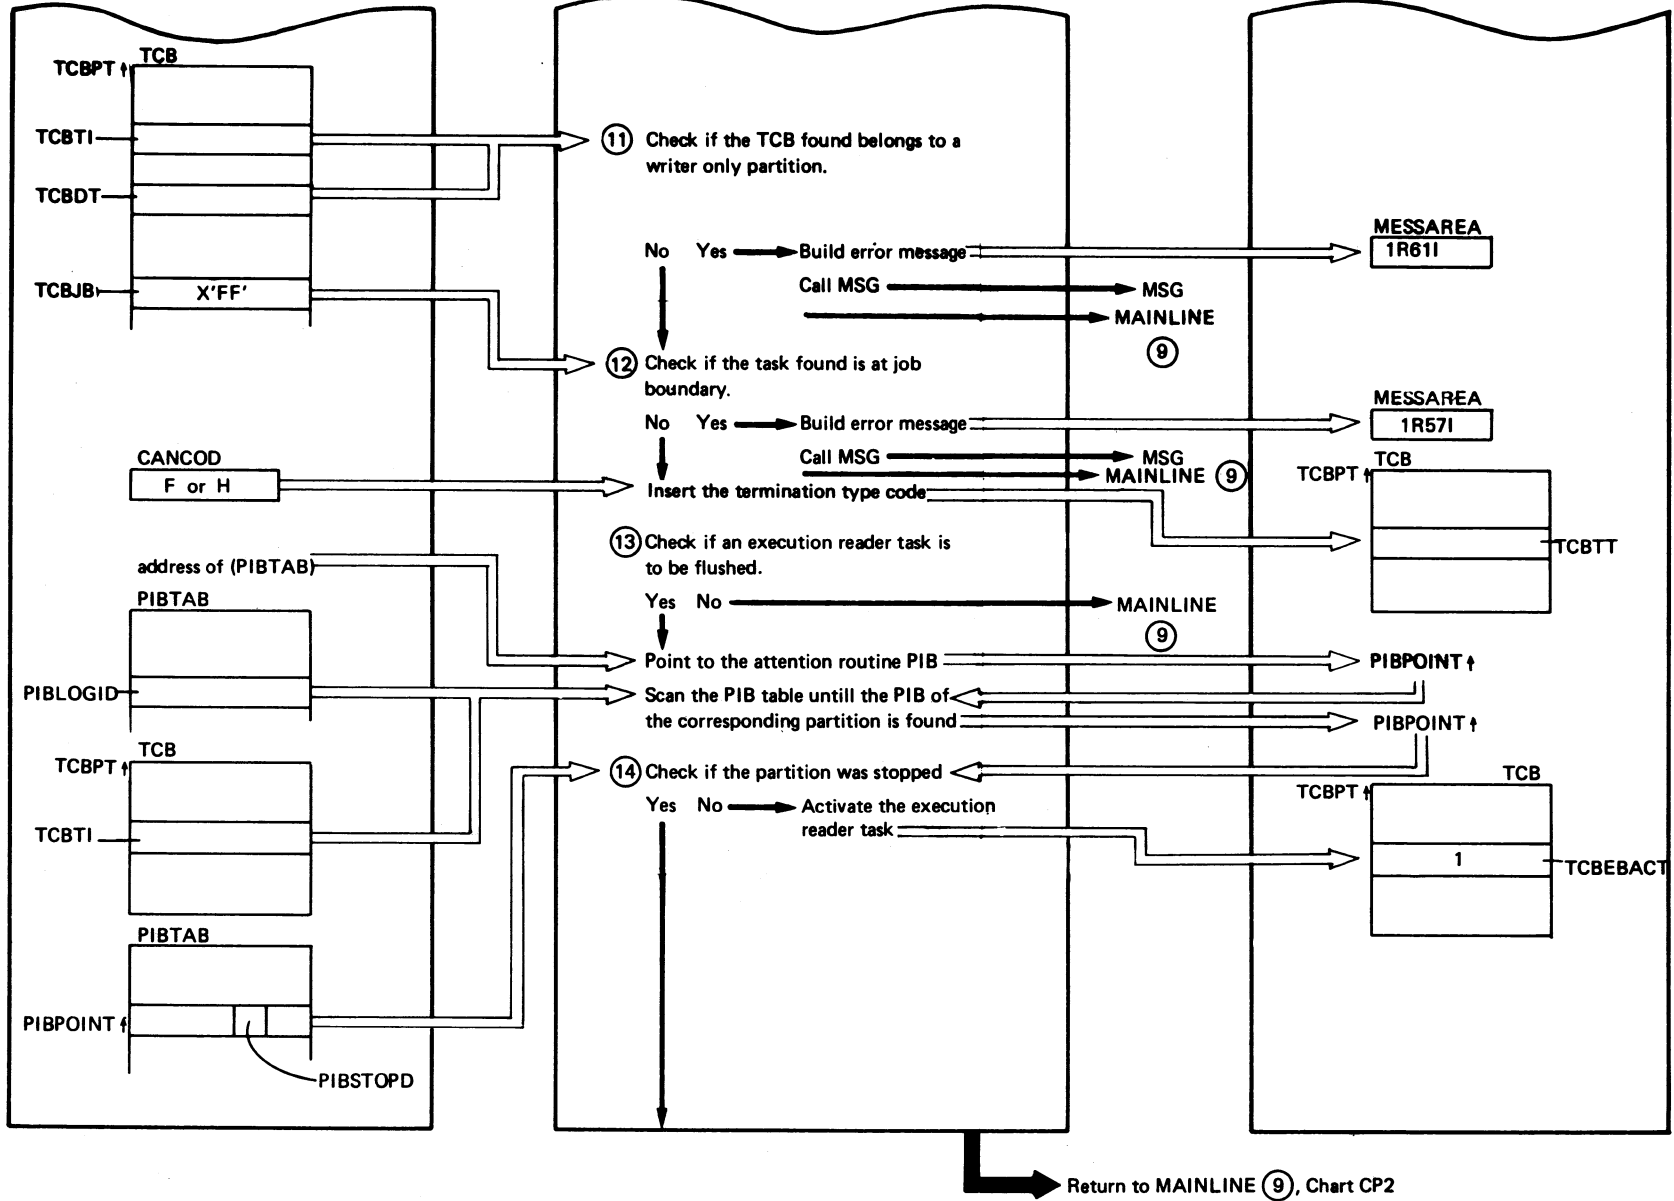 TCB
TCBPT
TCBTI
TCBDT
TCBJB
X'FF'
CANCOD
F or H
address of (PIBTAB)
PIBTAB
PIBLOGID
TCB
TCBPT
TCBTI
PIBTAB
PIBPOINT
PIBSTOPD
11 Check if the TCB found belongs to a
writer only partition.
No Yes Build error message
Call MSG MSG
MAINLINE
9
12 Check if the task found is at job
boundary.
No Yes Build error message
Call MSG MSG
MAINLINE 9
Insert the termination type code
13 Check if an execution reader task is
to be flushed.
Yes No MAINLINE
9
Point to the attention routine PIB
Scan the PIB table untill the PIB of
the corresponding partition is found
14 Check if the partition was stopped
Yes No Activate the execution
reader task
MESSAREA
1R61I
MESSAREA
1R57I
TCB
TCBPT
TCBTT
PIBPOINT
PIBPOINT
TCB
TCBPT
1
TCBEBACT
Return to MAINLINE 9, Chart CP2